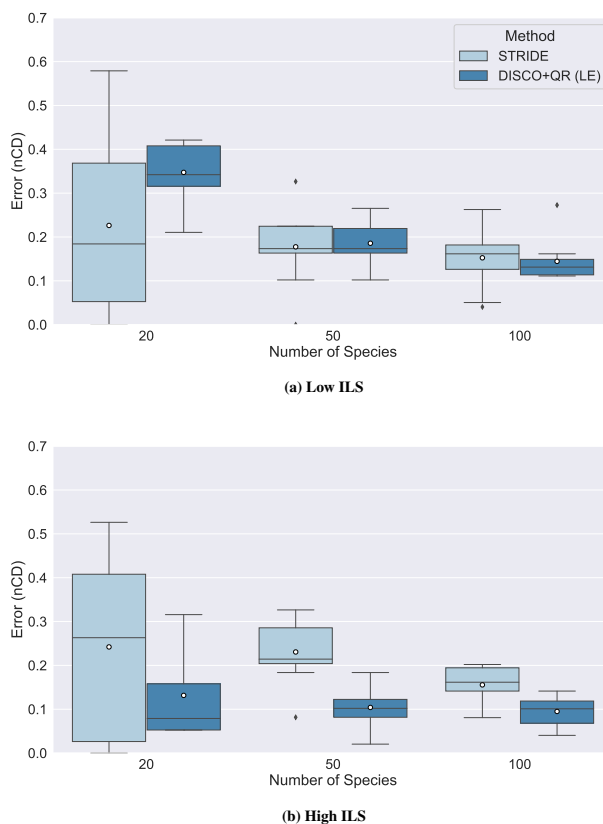 0.7
0.6
0.5
0.4
0.3
0.2
0.1
0.0
Error (nCD)
Method
STRIDE
DISCO+QR (LE)
20
50
100
Number of Species
(a) Low ILS
0.7
0.6
0.5
0.4
0.3
0.2
0.1
0.0
Error (nCD)
20
50
100
Number of Species
(b) High ILS